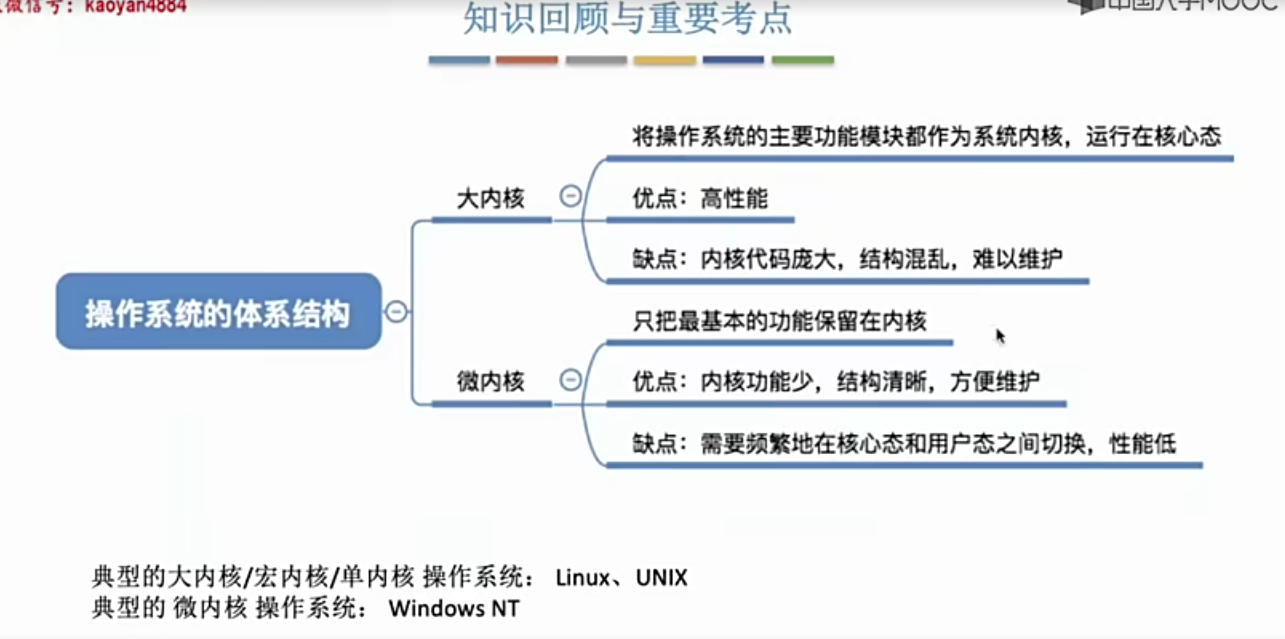 微信号：kaoyan4884
中国大学MOOC
知识回顾与重要考点
将操作系统的主要功能模块都作为系统内核，运行在核心态
大内核
优点：高性能
缺点：内核代码庞大，结构混乱，难以维护
操作系统的体系结构
只把最基本的功能保留在内核
微内核
优点：内核功能少，结构清晰，方便维护
缺点：需要频繁地在核心态和用户态之间切换，性能低
典型的大内核/宏内核/单内核 操作系统： Linux、UNIX
典型的 微内核 操作系统： Windows NT